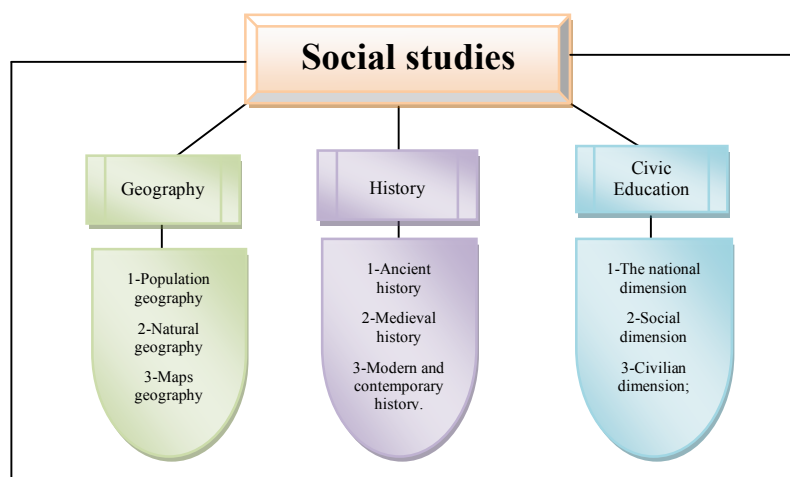 Social studies
Geography
1-Population
geography
2-Natural
geography
3-Maps
geography
History
1-Ancient
history
2-Medieval
history
3-Modern and
contemporary
history.
Civic
Education
1-The national
dimension
2-Social
dimension
3-Civilian
dimension;